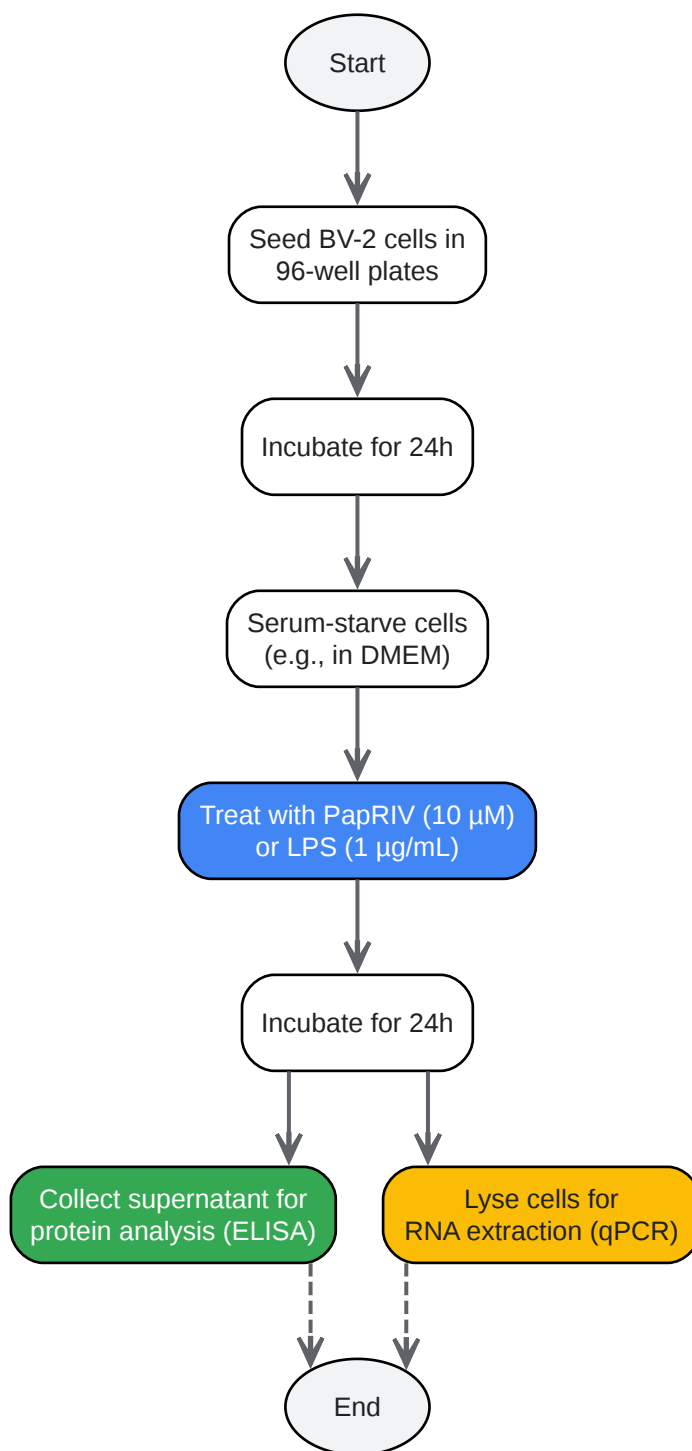 Start
Seed BV-2 cells in
96-well plates
Incubate for 24h
Serum-starve cells
(e.g., in DMEM)
Treat with PapRIV (10 µM)
or LPS (1 µg/mL)
Incubate for 24h
Collect supernatant for
protein analysis (ELISA)
Lyse cells for
RNA extraction (qPCR)
End